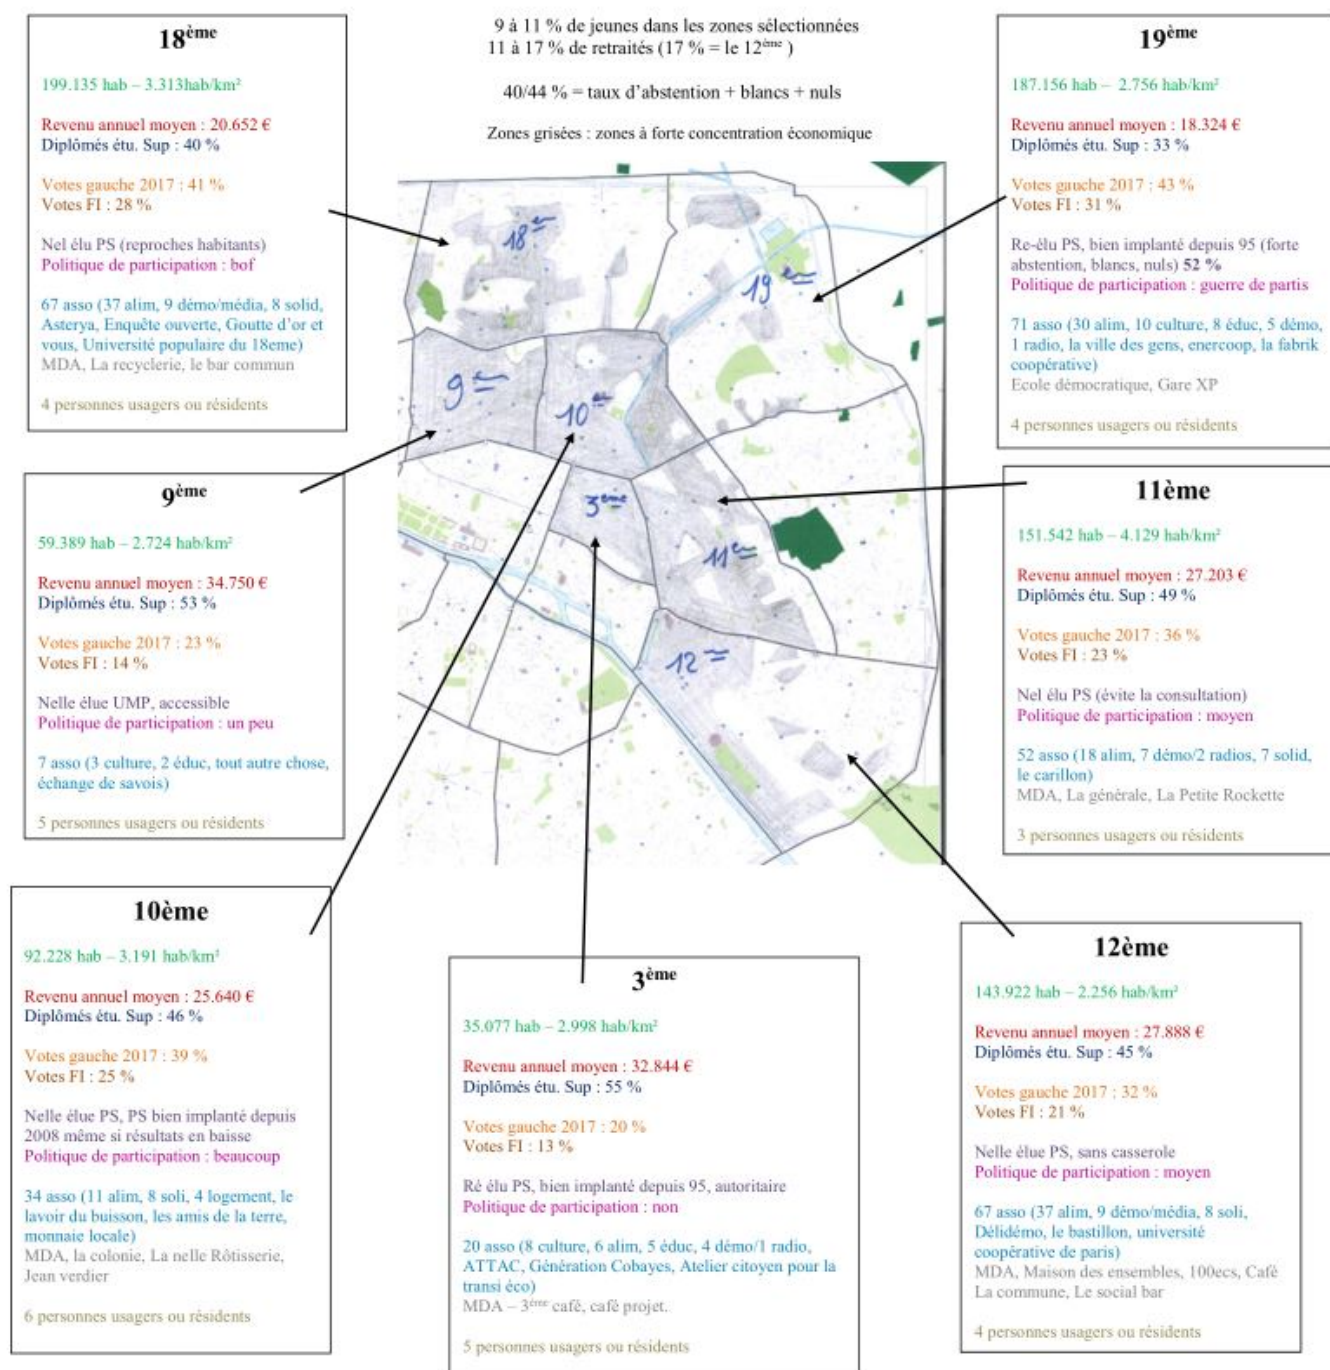 18ème
199.135 hab – 3.313hab/km²
Revenu annuel moyen : 20.652 €
Diplômés étu. Sup : 40 %
Votes gauche 2017 : 41 %
Votes FI : 28 %
Nel élu PS (reproches habitants)
Politique de participation : bof
67 asso (37 alim, 9 démo/média, 8 solid,
Asterya, Enquête ouverte, Goutte d'or et
vous, Université populaire du 18eme)
MDA, La recyclerie, le bar commun
4 personnes usagers ou résidents
9 à 11 % de jeunes dans les zones sélectionnées
11 à 17 % de retraités (17 % = le 12ème )
40/44 % = taux d'abstention + blancs + nuls
Zones grisées : zones à forte concentration économique
19ème
187.156 hab – 2.756 hab/km²
Revenu annuel moyen : 18.324 €
Diplômés étu. Sup : 33 %
Votes gauche 2017 : 43 %
Votes FI : 31 %
Re-élu PS, bien implanté depuis 95 (forte
abstention, blancs, nuls) 52 %
Politique de participation : guerre de partis
71 asso (30 alim, 10 culture, 8 éduc, 5 démo,
1 radio, la ville des gens, enercoop, la fabrik
coopérative)
Ecole démocratique, Gare XP
4 personnes usagers ou résidents
18e
19e
9e
10e
3ème
11e
12e
9ème
59.389 hab – 2.724 hab/km²
Revenu annuel moyen : 34.750 €
Diplômés étu. Sup : 53 %
Votes gauche 2017 : 23 %
Votes FI : 14 %
Nelle élue UMP, accessible
Politique de participation : un peu
7 asso (3 culture, 2 éduc, tout autre chose,
échange de savois)
5 personnes usagers ou résidents
11ème
151.542 hab – 4.129 hab/km²
Revenu annuel moyen : 27.203 €
Diplômés étu. Sup : 49 %
Votes gauche 2017 : 36 %
Votes FI : 23 %
Nel élu PS (évite la consultation)
Politique de participation : moyen
52 asso (18 alim, 7 démo/2 radios, 7 solid,
le carillon)
MDA, La générale, La Petite Rockette
3 personnes usagers ou résidents
10ème
92.228 hab – 3.191 hab/km²
Revenu annuel moyen : 25.640 €
Diplômés étu. Sup : 46 %
Votes gauche 2017 : 39 %
Votes FI : 25 %
Nelle élue PS, PS bien implanté depuis
2008 même si résultats en baisse
Politique de participation : beaucoup
34 asso (11 alim, 8 soli, 4 logement, le
lavoir du buisson, les amis de la terre,
monnaie locale)
MDA, la colonie, La nelle Rôtisserie,
Jean verdier
6 personnes usagers ou résidents
3ème
35.077 hab – 2.998 hab/km²
Revenu annuel moyen : 32.844 €
Diplômés étu. Sup : 55 %
Votes gauche 2017 : 20 %
Votes FI : 13 %
Ré élu PS, bien implanté depuis 95, autoritaire
Politique de participation : non
20 asso (8 culture, 6 alim, 5 éduc, 4 démo/1 radio,
ATTAC, Génération Cobayes, Atelier citoyen pour la
transi éco)
MDA – 3ème café, café projet.
5 personnes usagers ou résidents
12ème
143.922 hab – 2.256 hab/km²
Revenu annuel moyen : 27.888 €
Diplômés étu. Sup : 45 %
Votes gauche 2017 : 32 %
Votes FI : 21 %
Nelle élue PS, sans casserole
Politique de participation : moyen
67 asso (37 alim, 9 démo/média, 8 soli,
Délidémo, le bastillon, université
coopérative de paris)
MDA, Maison des ensembles, 100ecs, Café
La commune, Le social bar
4 personnes usagers ou résidents